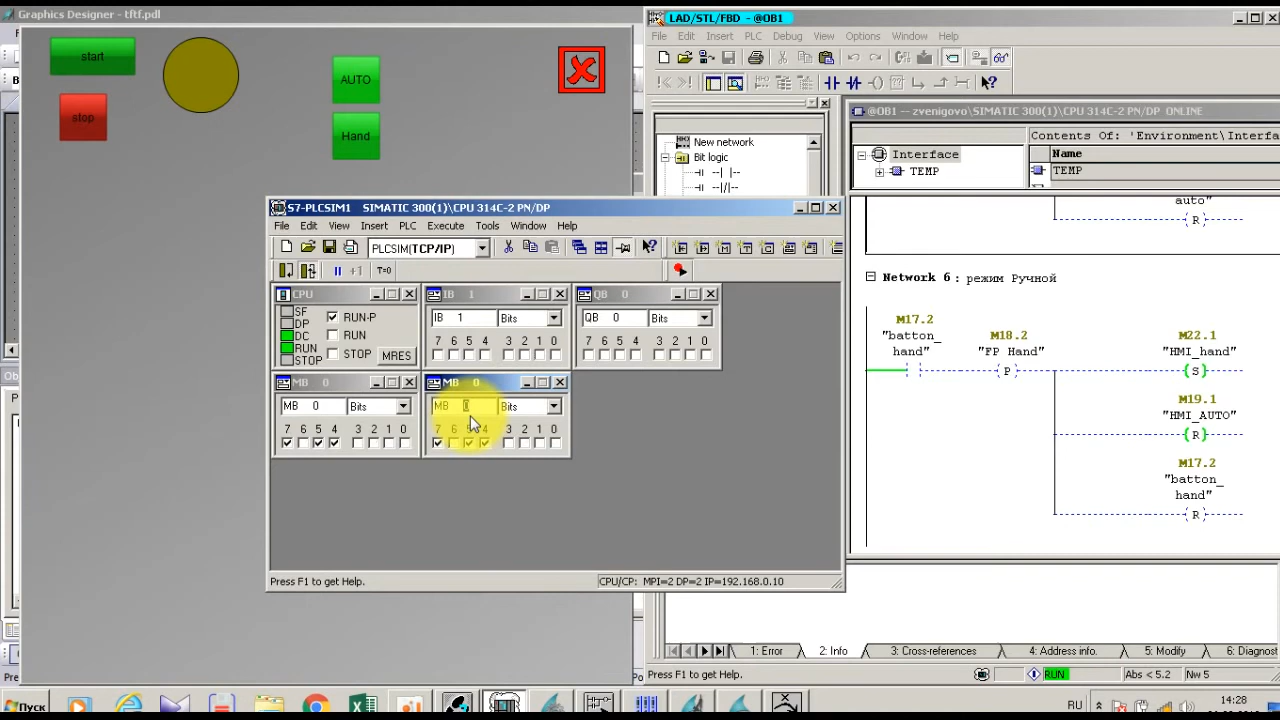 Graphics Designer - tftf.pdl
start
stop
AUTO
Hand
LAD/STL/FBD - @OB1
File Edit Insert PLC Debug View Options Window Help
New network
Bit logic
--| |--
--|/|--
@OB1 -- zvenigovo\SIMATIC 300(1)\CPU 314C-2 PN/DP ONLINE
Contents Of: 'Environment\Interfa
Interface
TEMP
Name
TEMP
auto"
R
Network 6 : режим Ручной
M17.2
"batton_
hand"
M18.2
"FP Hand"
P
M22.1
"HMI_hand"
S
M19.1
"HMI_AUTO"
R
M17.2
"batton_
hand"
R
S7-PLCSIM1 SIMATIC 300(1)\CPU 314C-2 PN/DP
File Edit View Insert PLC Execute Tools Window Help
PLCSIM(TCP/IP)
+1 T=0
CPU
SF
DP
DC
RUN
STOP
RUN-P
RUN
STOP
MRES
IB 1
IB 1 Bits
7 6 5 4 3 2 1 0
QB 0
QB 0 Bits
7 6 5 4 3 2 1 0
MB 0
MB 0 Bits
7 6 5 4 3 2 1 0
MB 0
MB Bits
7 6 5 4 3 2 1 0
Press F1 to get Help.
CPU/CP: MPI=2 DP=2 IP=192.168.0.10
1: Error 2: Info 3: Cross-references 4: Address info. 5: Modify 6: Diagnost
Press F1 to get Help.
RUN
Abs < 5.2 Nw 5
Пуск
RU
14:28